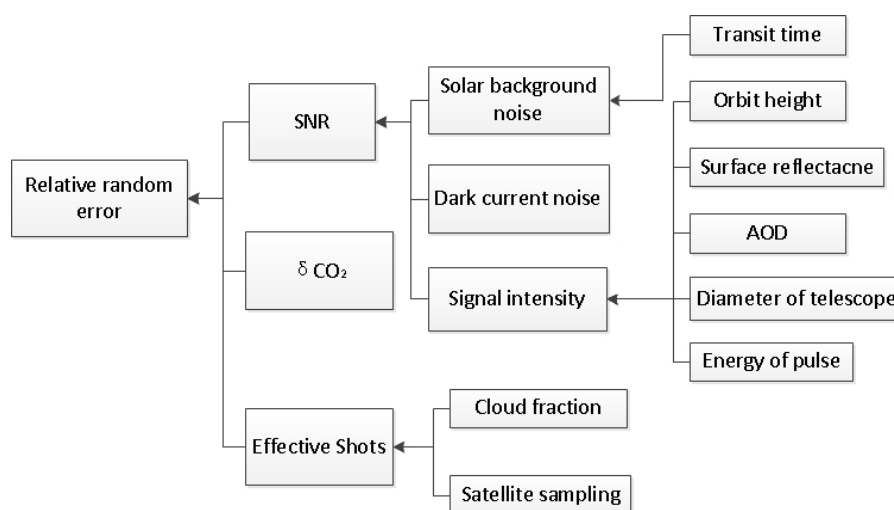 Relative random
error
SNR
δ CO₂
Effective Shots
Solar background
noise
Dark current noise
Signal intensity
Cloud fraction
Satellite sampling
Transit time
Orbit height
Surface reflectacne
AOD
Diameter of telescope
Energy of pulse